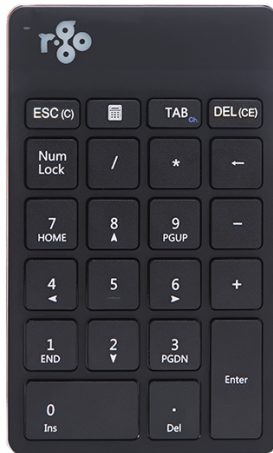 r·go
ESC (C) TAB Ch. DEL (CE)
Num Lock / * ←
7 HOME 8 ▲ 9 PGUP -
4 ◄ 5 6 ► +
1 END 2 ▼ 3 PGDN Enter
0 Ins . Del